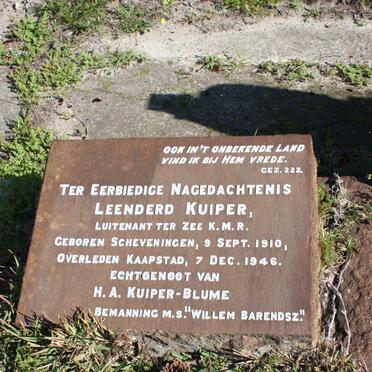 OOK IN'T ONBEKENDE LAND
VIND IK BIJ HEM VREDE.
GEZ. 222.
TER EERBIEDIGE NAGEDACHTENIS
LEENDERD KUIPER,
LUITENANT TER ZEE K.M.R.
GEBOREN SCHEVENINGEN, 9 SEPT. 1910,
OVERLEDEN KAAPSTAD, 7 DEC. 1946.
ECHTGENOOT VAN
H.A. KUIPER-BLUME
BEMANNING M.S. "WILLEM BARENDSZ."